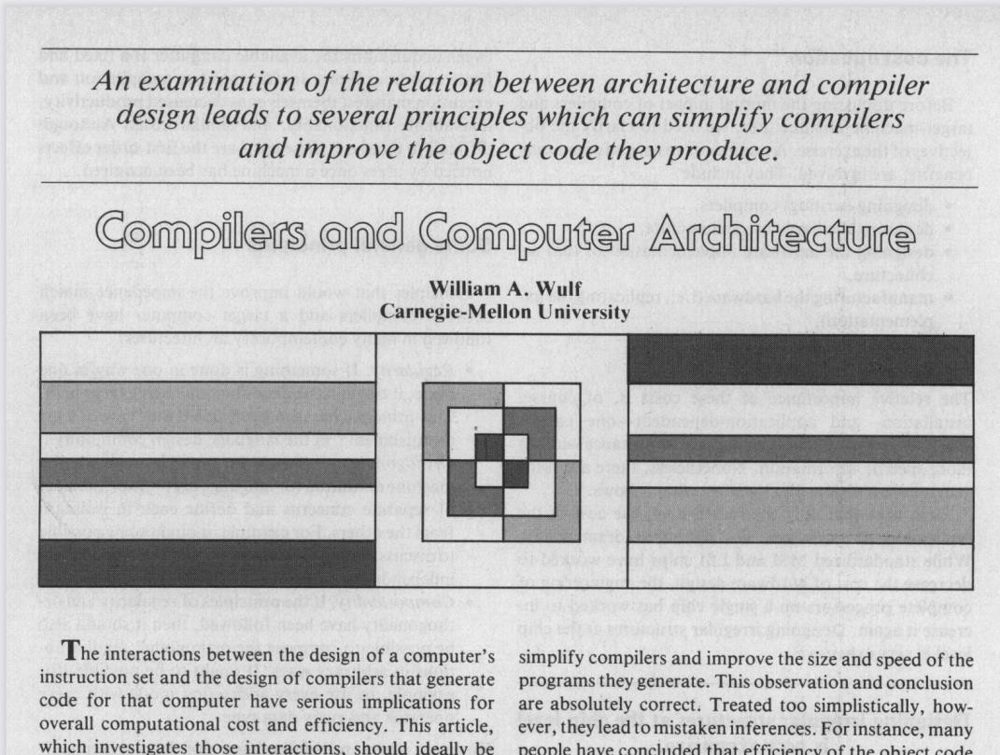 An examination of the relation between architecture and compiler
design leads to several principles which can simplify compilers
and improve the object code they produce.
Compilers and Computer Architecture
William A. Wulf
Carnegie-Mellon University
The interactions between the design of a computer’s
instruction set and the design of compilers that generate
code for that computer have serious implications for
overall computational cost and efficiency. This article,
which investigates those interactions, should ideally be
simplify compilers and improve the size and speed of the
programs they generate. This observation and conclusion
are absolutely correct. Treated too simplistically, how-
ever, they lead to mistaken inferences. For instance, many
people have concluded that efficiency of the object code